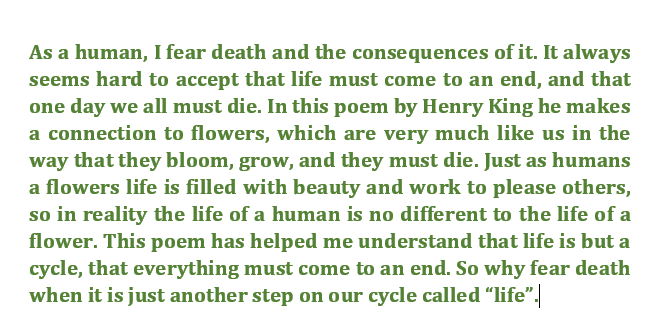 As a human, I fear death and the consequences of it. It always
seems hard to accept that life must come to an end, and that
one day we all must die. In this poem by Henry King he makes
a connection to flowers, which are very much like us in the
way that they bloom, grow, and they must die. Just as humans
a flowers life is filled with beauty and work to please others,
so in reality the life of a human is no different to the life of a
flower. This poem has helped me understand that life is but a
cycle, that everything must come to an end. So why fear death
when it is just another step on our cycle called “life”.